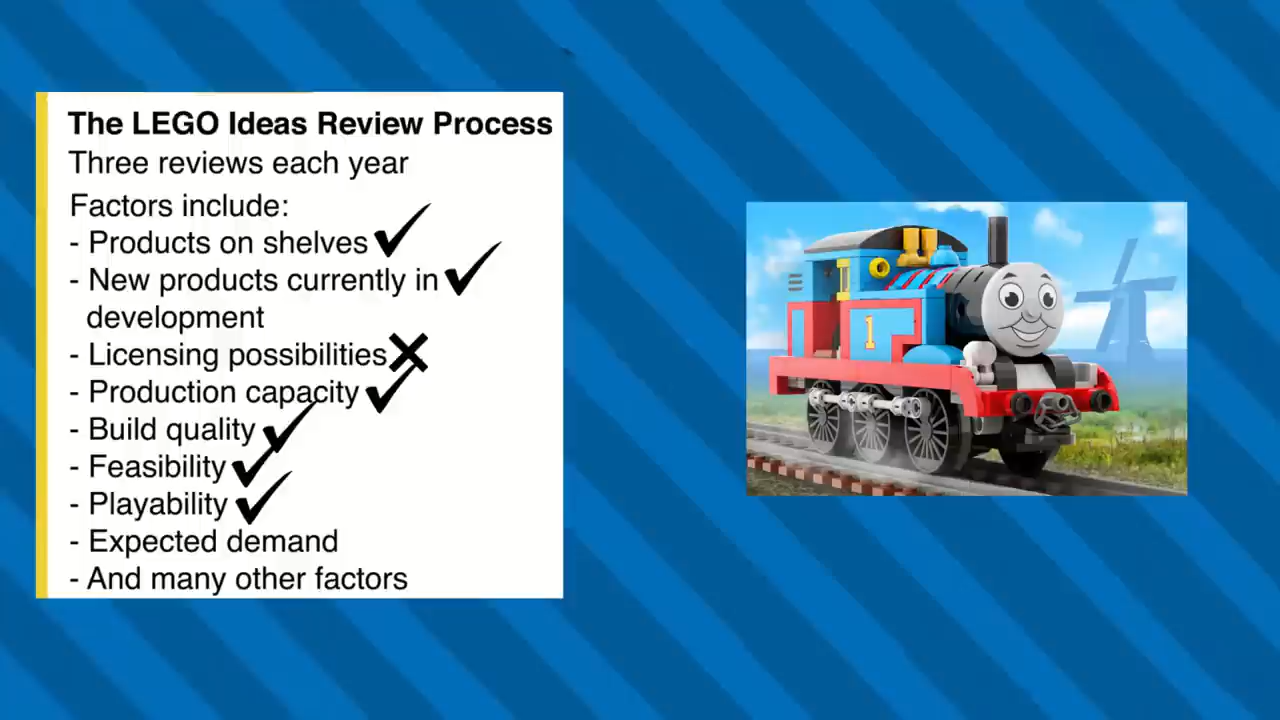 The LEGO Ideas Review Process
Three reviews each year
Factors include:
- Products on shelves
- New products currently in
development
- Licensing possibilities
- Production capacity
- Build quality
- Feasibility
- Playability
- Expected demand
- And many other factors
1